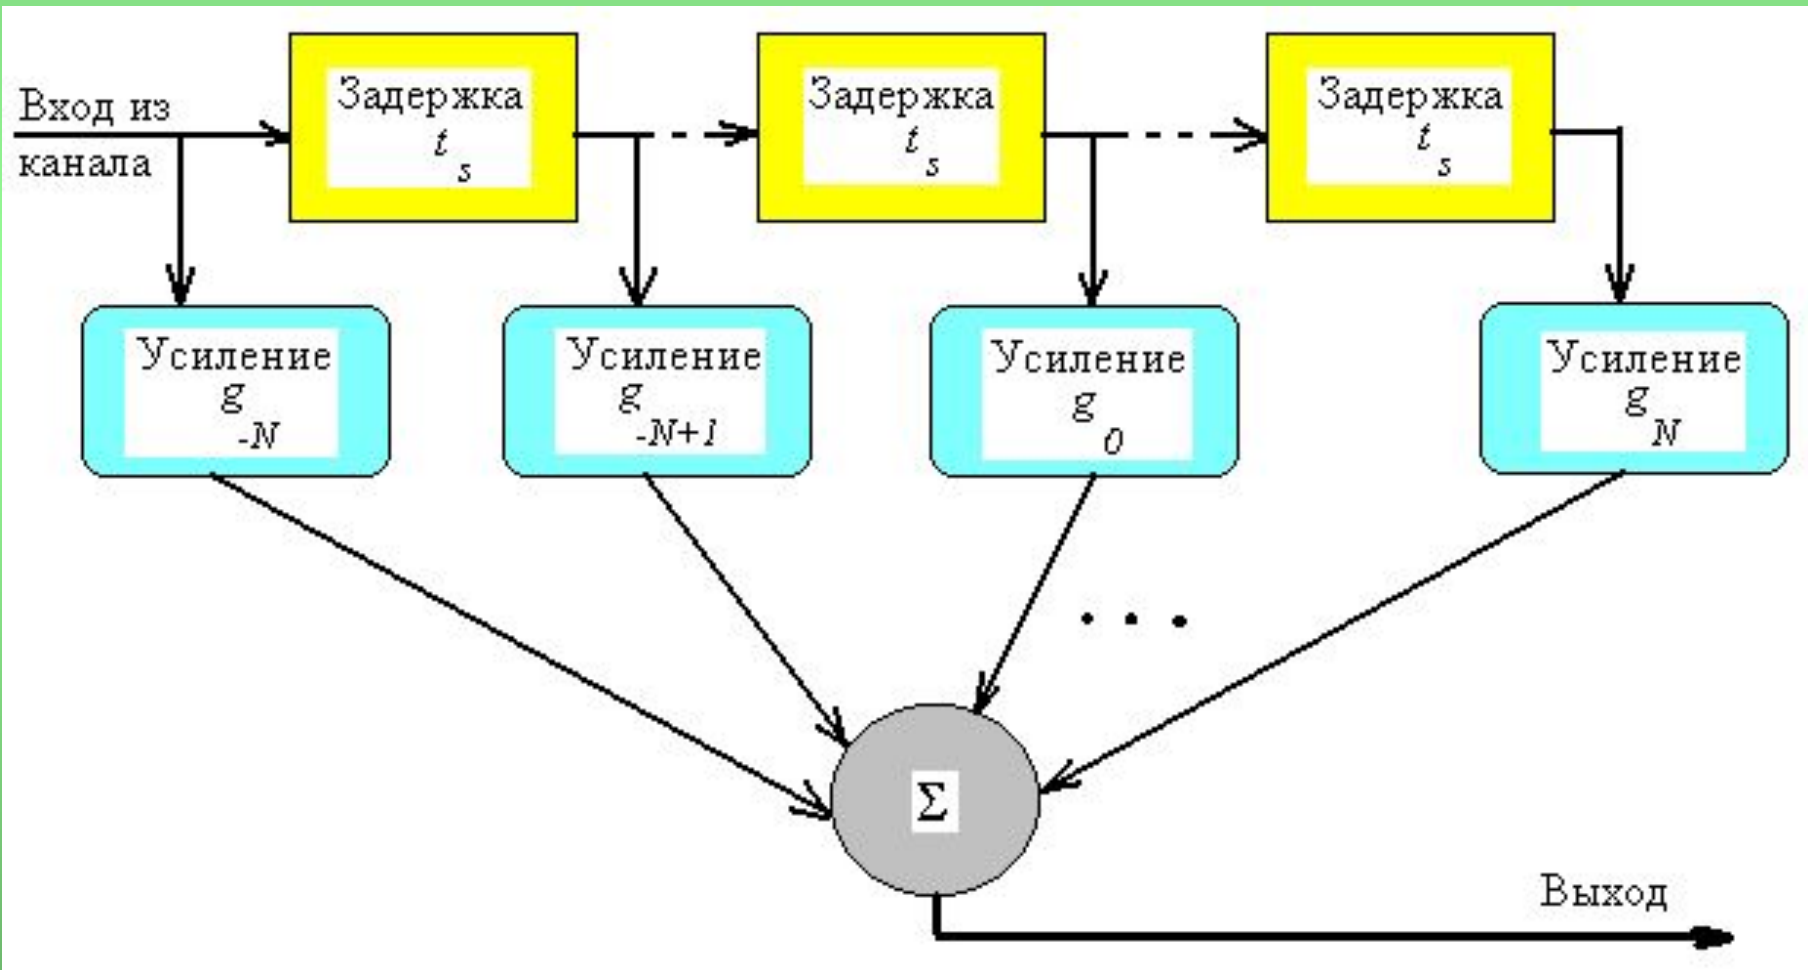 Вход из
канала
Задержка
t s
Задержка
t s
Задержка
t s
Усиление
g -N
Усиление
g -N+1
Усиление
g 0
Усиление
g N
. . .
Σ
Выход